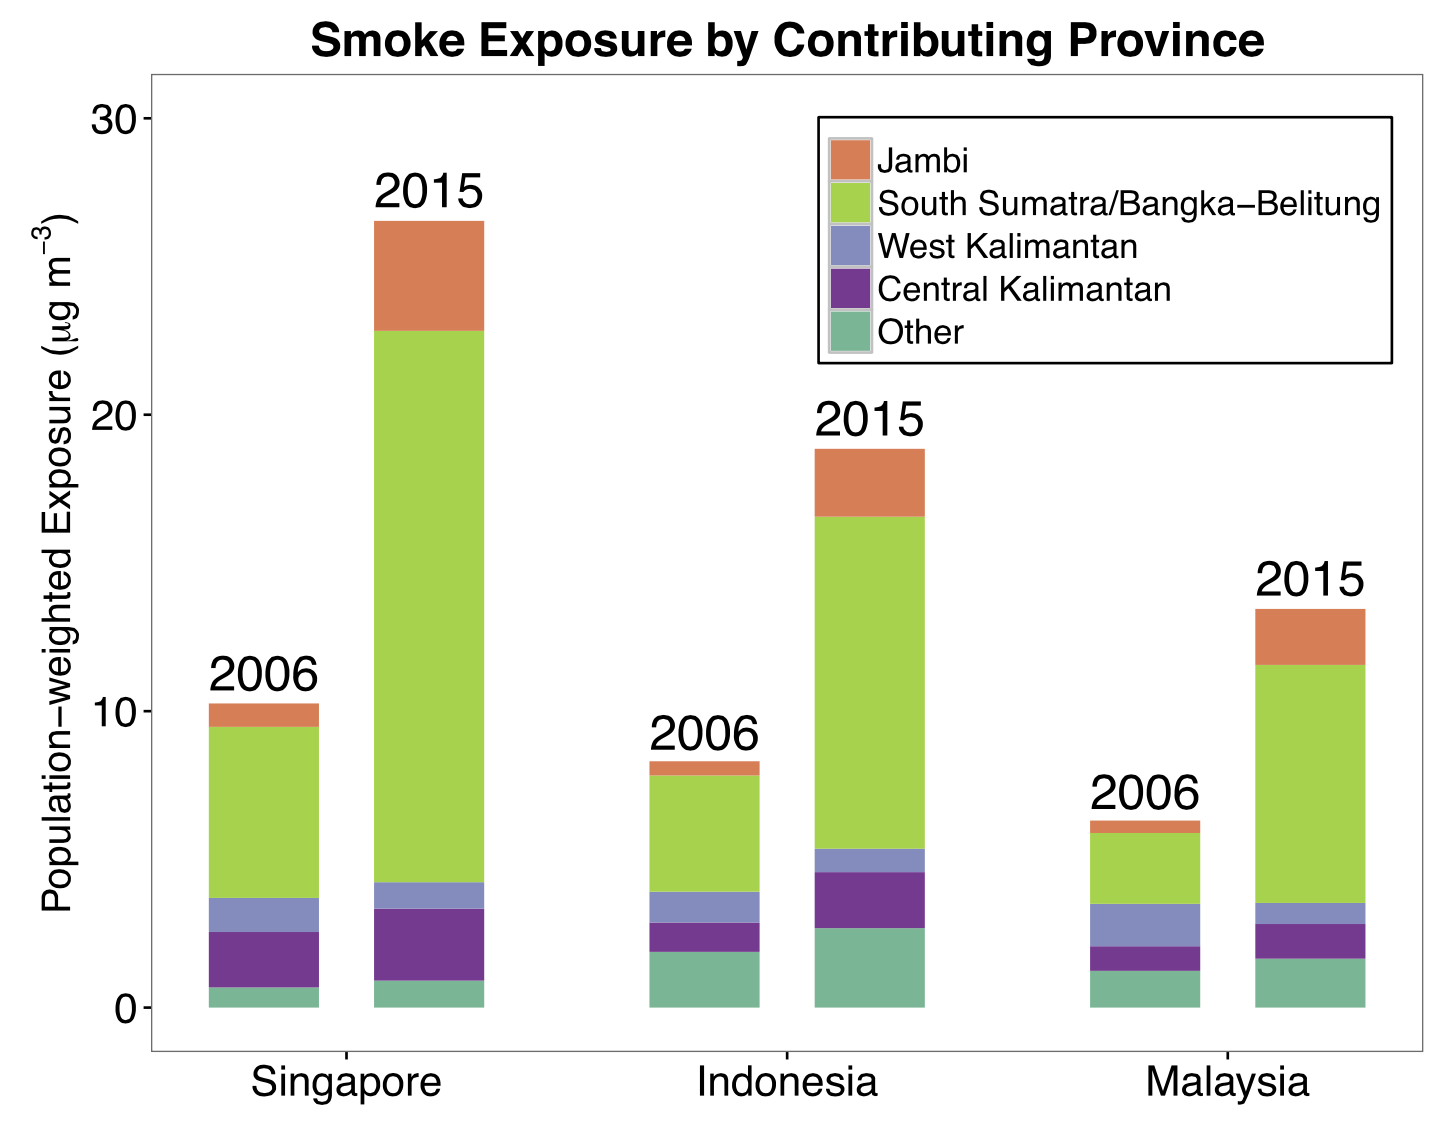 Smoke Exposure by Contributing Province
Population−weighted Exposure (μg m⁻³)
30
20
10
0
Jambi
South Sumatra/Bangka−Belitung
West Kalimantan
Central Kalimantan
Other
2006
2015
2006
2015
2006
2015
Singapore
Indonesia
Malaysia